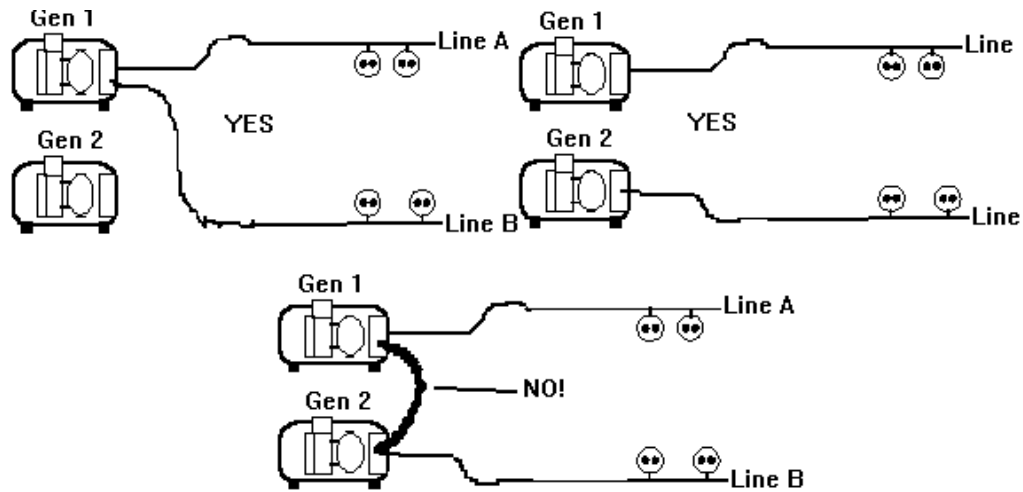 Gen 1
Line A
YES
Gen 2
Line B
Gen 1
Line
YES
Gen 2
Line
Gen 1
Line A
NO!
Gen 2
Line B